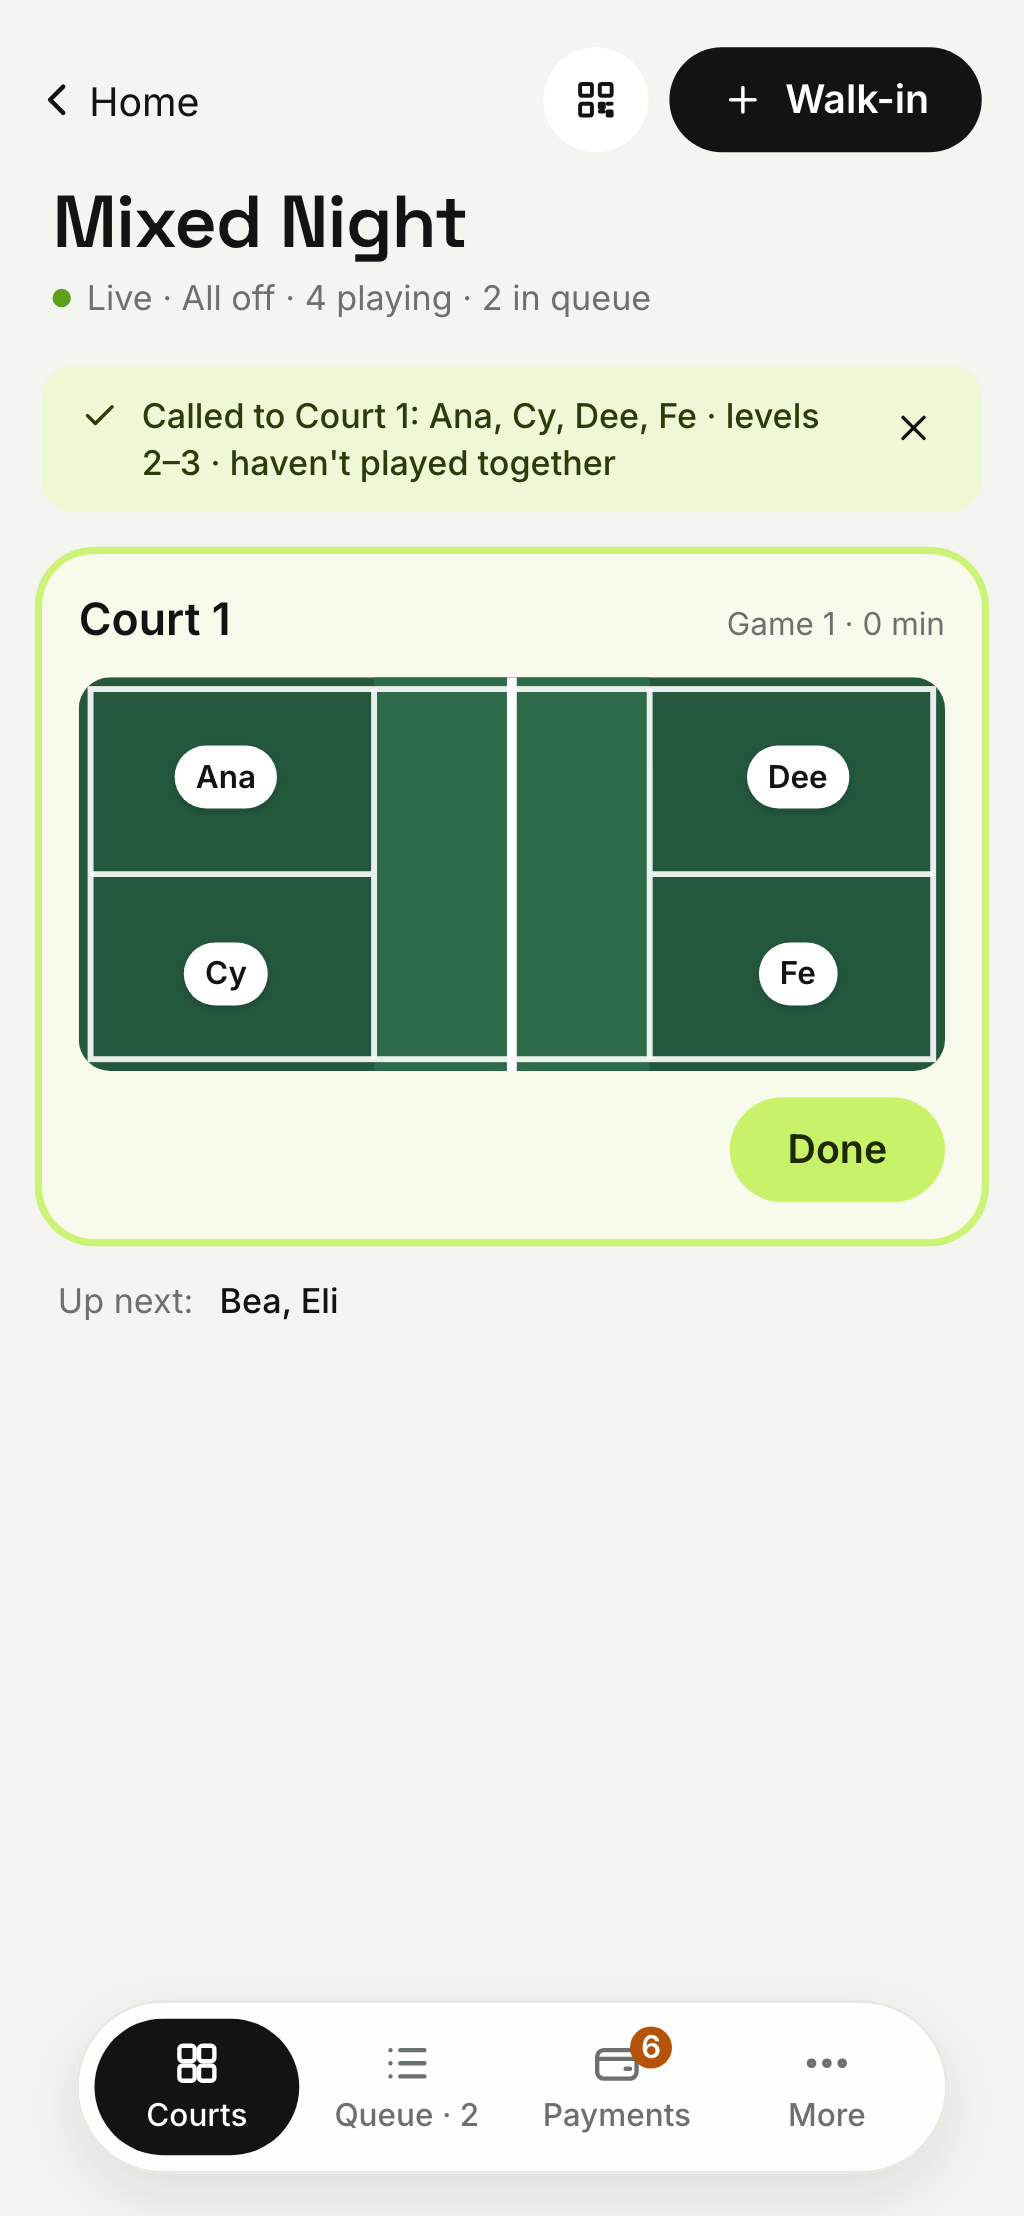 Home
Walk-in
Mixed Night
Live · All off · 4 playing · 2 in queue
Called to Court 1: Ana, Cy, Dee, Fe · levels
2–3 · haven't played together
Court 1
Game 1 · 0 min
Ana
Dee
Cy
Fe
Done
Up next: Bea, Eli
6
Courts
Queue · 2
Payments
More